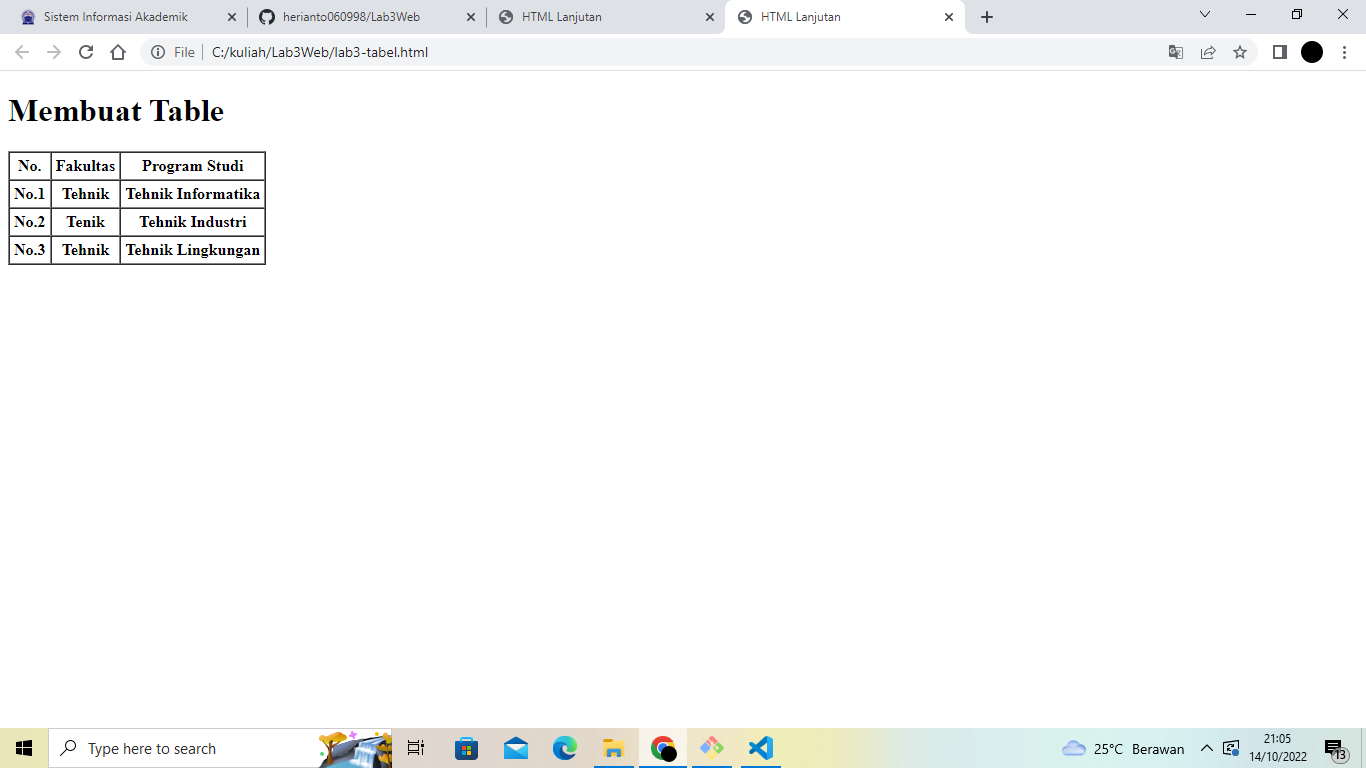 Sistem Informasi Akademik
herianto060998/Lab3Web
HTML Lanjutan
HTML Lanjutan
File C:/kuliah/Lab3Web/lab3-tabel.html
Membuat Table
No. Fakultas Program Studi
No.1 Tehnik Tehnik Informatika
No.2 Tenik Tehnik Industri
No.3 Tehnik Tehnik Lingkungan
Type here to search
25°C Berawan
21:05
14/10/2022
13